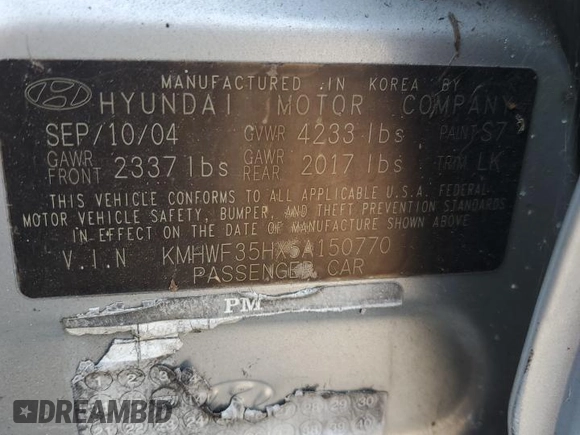 MANUFACTURED IN KOREA BY
HYUNDAI MOTOR COMPANY
SEP/10/04 GVWR 4233 lbs PAINT S7
GAWR FRONT 2337 lbs GAWR REAR 2017 lbs TRIM LK
THIS VEHICLE CONFORMS TO ALL APPLICABLE U.S.A. FEDERAL
MOTOR VEHICLE SAFETY, BUMPER, AND THEFT PREVENTION STANDARDS
IN EFFECT ON THE DATE OF MANUFACTURE SHOWN ABOVE.
V.I.N KMHWF35HX5A150770
PASSENGER CAR
PM
DREAMBID